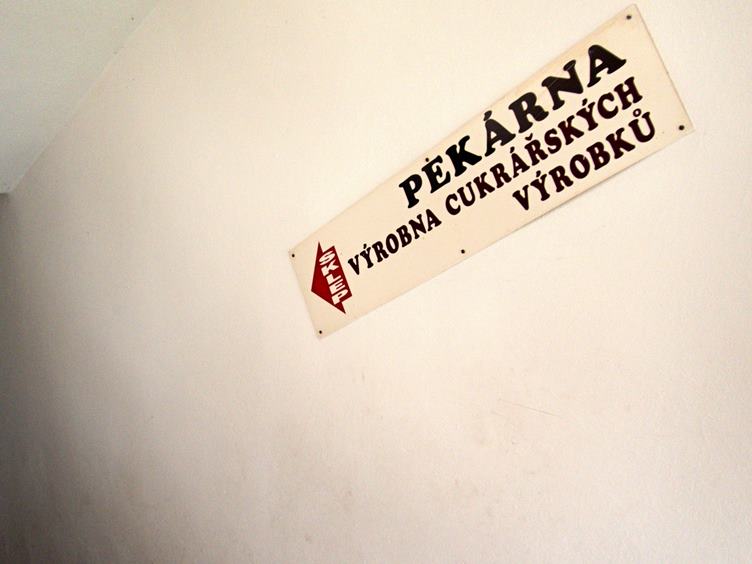 PEKÁRNA
VÝROBNA CUKRÁŘSKÝCH
VÝROBKŮ
SKLEP